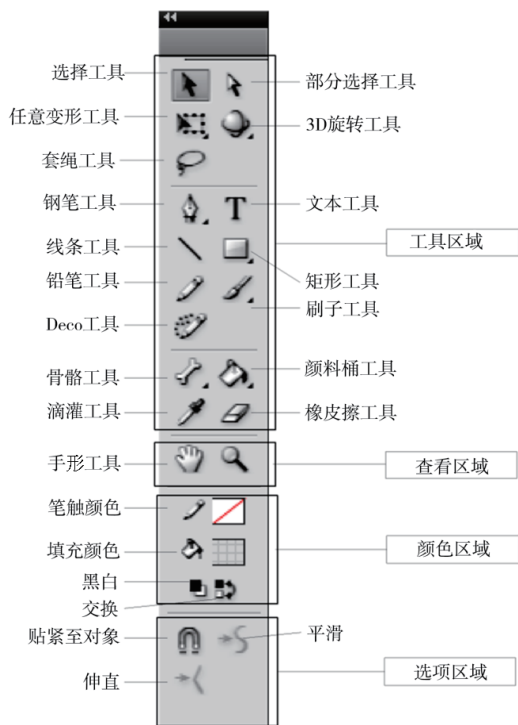 选择工具
部分选择工具
任意变形工具
3D旋转工具
套绳工具
钢笔工具
文本工具
线条工具
工具区域
矩形工具
铅笔工具
刷子工具
Deco工具
骨骼工具
颜料桶工具
滴灌工具
橡皮擦工具
手形工具
查看区域
笔触颜色
填充颜色
颜色区域
黑白
交换
贴紧至对象
平滑
选项区域
伸直